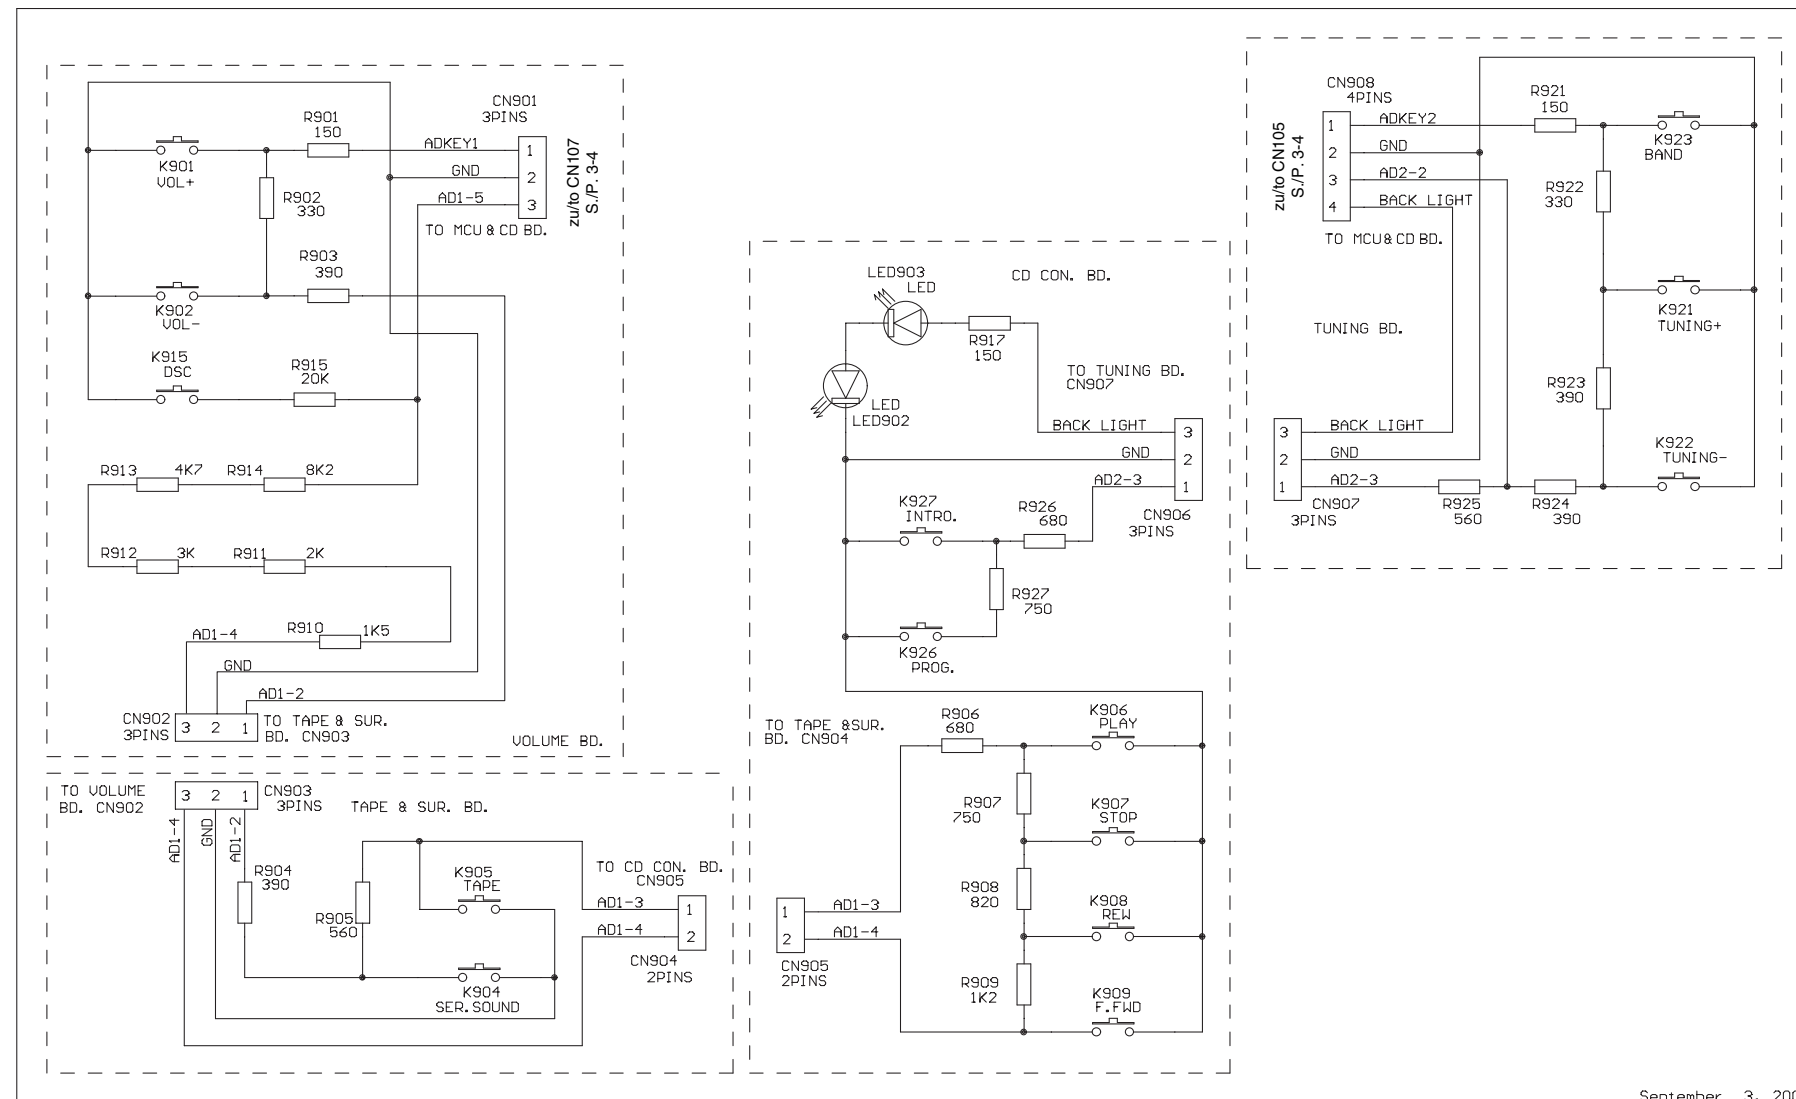 CN901
3PINS
R901
150
ADKEY1
1
K901
VOL+
GND
2
R902
330
AD1-5
3
TO MCU & CD BD.
zu/to CN107
S./P. 3-4
R903
390
K902
VOL-
K915
DSC
R915
20K
R913
4K7
R914
8K2
R912
3K
R911
2K
AD1-4
R910
1K5
GND
AD1-2
CN902
3PINS
3 2 1
TO TAPE & SUR.
BD. CN903
VOLUME BD.
TO VOLUME
BD. CN902
3 2 1
CN903
3PINS
TAPE & SUR. BD.
AD1-4
GND
AD1-2
R904
390
R905
560
K905
TAPE
K904
SER.SOUND
TO CD CON. BD.
CN905
AD1-3
1
AD1-4
2
CN904
2PINS
LED903
LED
CD CON. BD.
R917
150
LED
LED902
TO TUNING BD.
CN907
BACK LIGHT
3
GND
2
AD2-3
1
CN906
3PINS
K927
INTRO.
R926
680
R927
750
K926
PROG.
TO TAPE &SUR.
BD. CN904
R906
680
K906
PLAY
R907
750
K907
STOP
R908
820
K908
REW
1
AD1-3
2
AD1-4
CN905
2PINS
R909
1K2
K909
F.FWD
CN908
4PINS
zu/to CN105
S./P. 3-4
1
ADKEY2
2
GND
3
AD2-2
4
BACK LIGHT
TO MCU&CD BD.
R921
150
K923
BAND
R922
330
K921
TUNING+
TUNING BD.
R923
390
K922
TUNING-
3
BACK LIGHT
2
GND
1
AD2-3
CN907
3PINS
R925
560
R924
390
September 3, 200